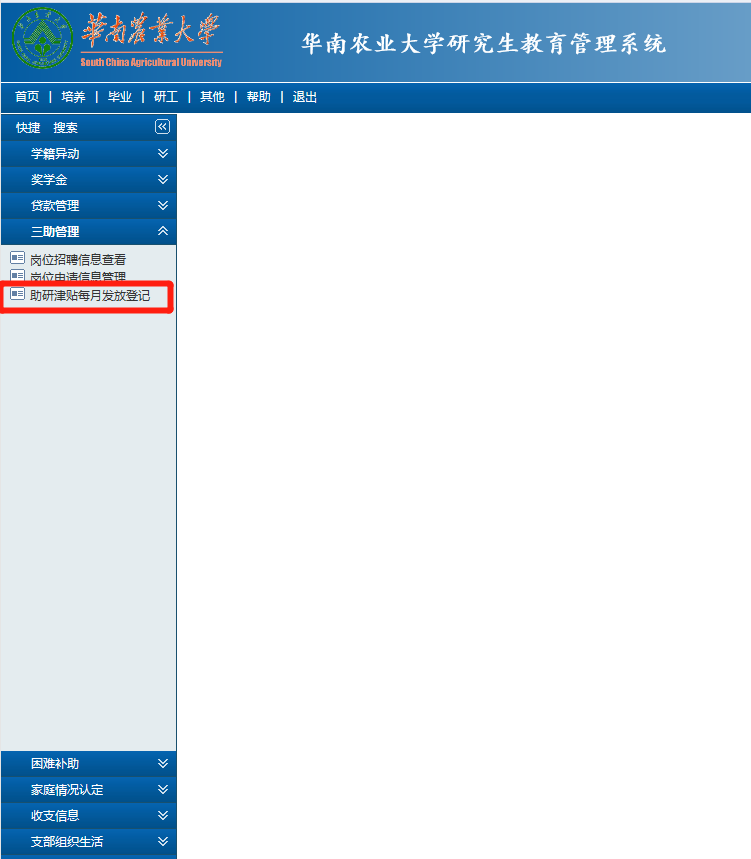 华南农业大学
South China Agricultural University
华南农业大学研究生教育管理系统
首页 | 培养 | 毕业 | 研工 | 其他 | 帮助 | 退出
快捷 搜索
学籍异动
奖学金
贷款管理
三助管理
岗位招聘信息查看
岗位申请信息管理
助研津贴每月发放登记
困难补助
家庭情况认定
收支信息
支部组织生活